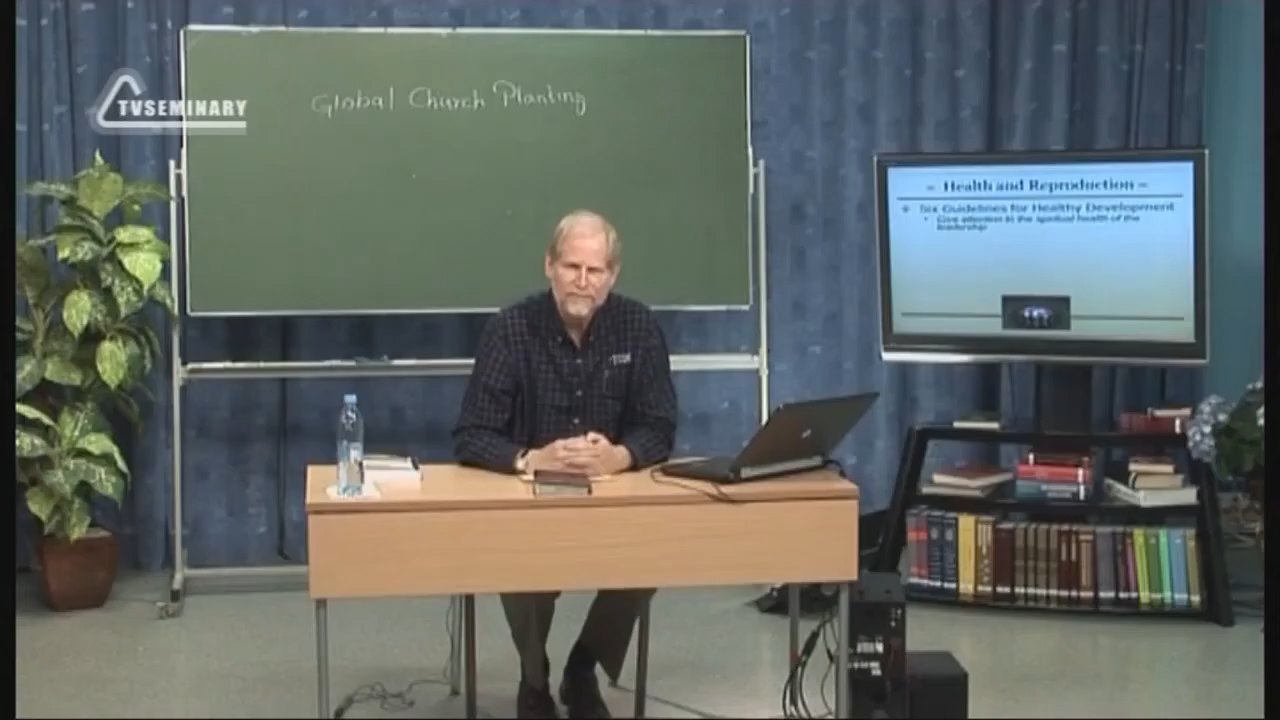 TVSEMINARY
Global Church Planting
Health and Reproduction
Six Guidelines for Healthy Development
Give attention to the spiritual health of the
leadership